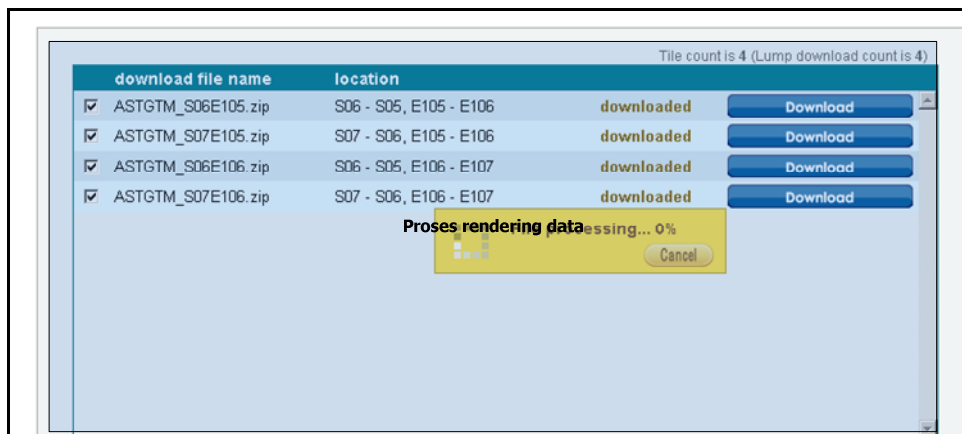 Tile count is 4 (Lump download count is 4)
download file name location
ASTGTM_S06E105.zip S06 - S05, E105 - E106 downloaded Download
ASTGTM_S07E105.zip S07 - S06, E105 - E106 downloaded Download
ASTGTM_S06E106.zip S06 - S05, E106 - E107 downloaded Download
ASTGTM_S07E106.zip S07 - S06, E106 - E107 downloaded Download
Proses rendering data
processing... 0%
Cancel